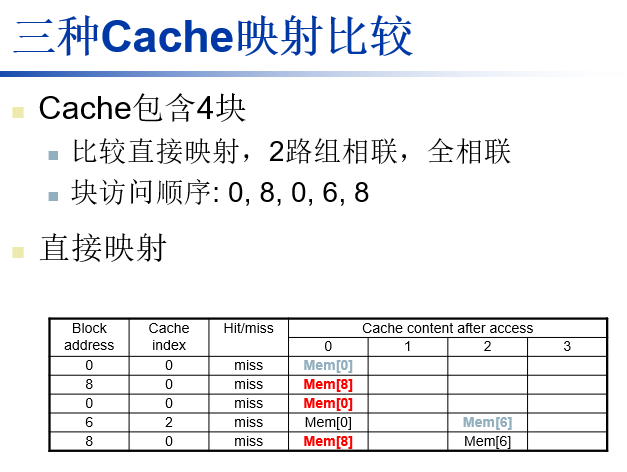 三种Cache映射比较
Cache包含4块
比较直接映射，2路组相联，全相联
块访问顺序: 0, 8, 0, 6, 8
直接映射
Block address Cache index Hit/miss Cache content after access
0 1 2 3
0 0 miss Mem[0]
8 0 miss Mem[8]
0 0 miss Mem[0]
6 2 miss Mem[0] Mem[6]
8 0 miss Mem[8] Mem[6]